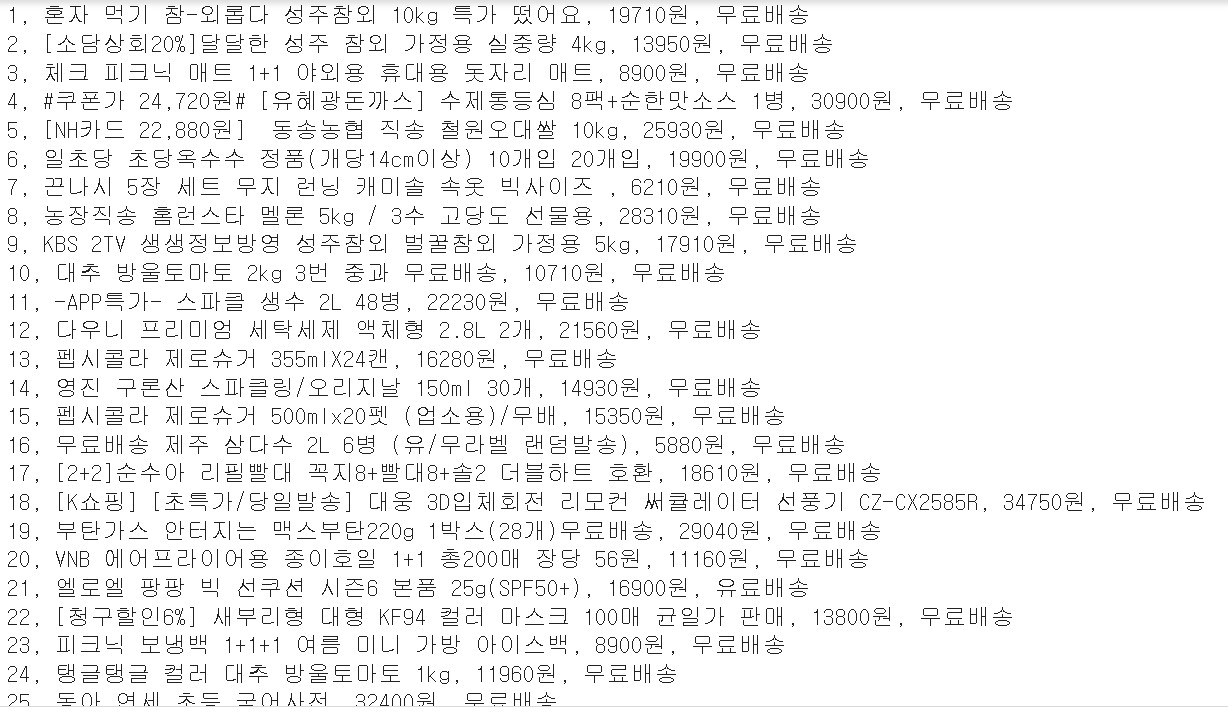 1, 혼자 먹기 참-외롭다 성주참외 10kg 특가 떴어요, 19710원, 무료배송
2, [소담상회20%]달달한 성주 참외 가정용 실중량 4kg, 13950원, 무료배송
3, 체크 피크닉 매트 1+1 야외용 휴대용 돗자리 매트, 8900원, 무료배송
4, #쿠폰가 24,720원# [유혜광돈까스] 수제통등심 8팩+순한맛소스 1병, 30900원, 무료배송
5, [NH카드 22,880원]  동송농협 직송 철원오대쌀 10kg, 25930원, 무료배송
6, 일초당 초당옥수수 정품(개당14cm이상) 10개입 20개입, 19900원, 무료배송
7, 끈나시 5장 세트 무지 런닝 캐미솔 속옷 빅사이즈 , 6210원, 무료배송
8, 농장직송 홈런스타 멜론 5kg / 3수 고당도 선물용, 28310원, 무료배송
9, KBS 2TV 생생정보방영 성주참외 벌꿀참외 가정용 5kg, 17910원, 무료배송
10, 대추 방울토마토 2kg 3번 중과 무료배송, 10710원, 무료배송
11, -APP특가- 스파클 생수 2L 48병, 22230원, 무료배송
12, 다우니 프리미엄 세탁세제 액체형 2.8L 2개, 21560원, 무료배송
13, 펩시콜라 제로슈거 355mlX24캔, 16280원, 무료배송
14, 영진 구론산 스파클링/오리지날 150ml 30개, 14930원, 무료배송
15, 펩시콜라 제로슈거 500mlx20펫 (업소용)/무배, 15350원, 무료배송
16, 무료배송 제주 삼다수 2L 6병 (유/무라벨 랜덤발송), 5880원, 무료배송
17, [2+2]순수아 리필빨대 꼭지8+빨대8+솔2 더블하트 호환, 18610원, 무료배송
18, [K쇼핑] [초특가/당일발송] 대웅 3D입체회전 리모컨 써큘레이터 선풍기 CZ-CX2585R, 34750원, 무료배송
19, 부탄가스 안터지는 맥스부탄220g 1박스(28개)무료배송, 29040원, 무료배송
20, VNB 에어프라이어용 종이호일 1+1 총200매 장당 56원, 11160원, 무료배송
21, 엘로엘 팡팡 빅 선쿠션 시즌6 본품 25g(SPF50+), 16900원, 유료배송
22, [청구할인6%] 새부리형 대형 KF94 컬러 마스크 100매 균일가 판매, 13800원, 무료배송
23, 피크닉 보냉백 1+1+1 여름 미니 가방 아이스백, 8900원, 무료배송
24, 탱글탱글 컬러 대추 방울토마토 1kg, 11960원, 무료배송
25, 동아 연세 초등 국어사전, 32400원, 무료배송